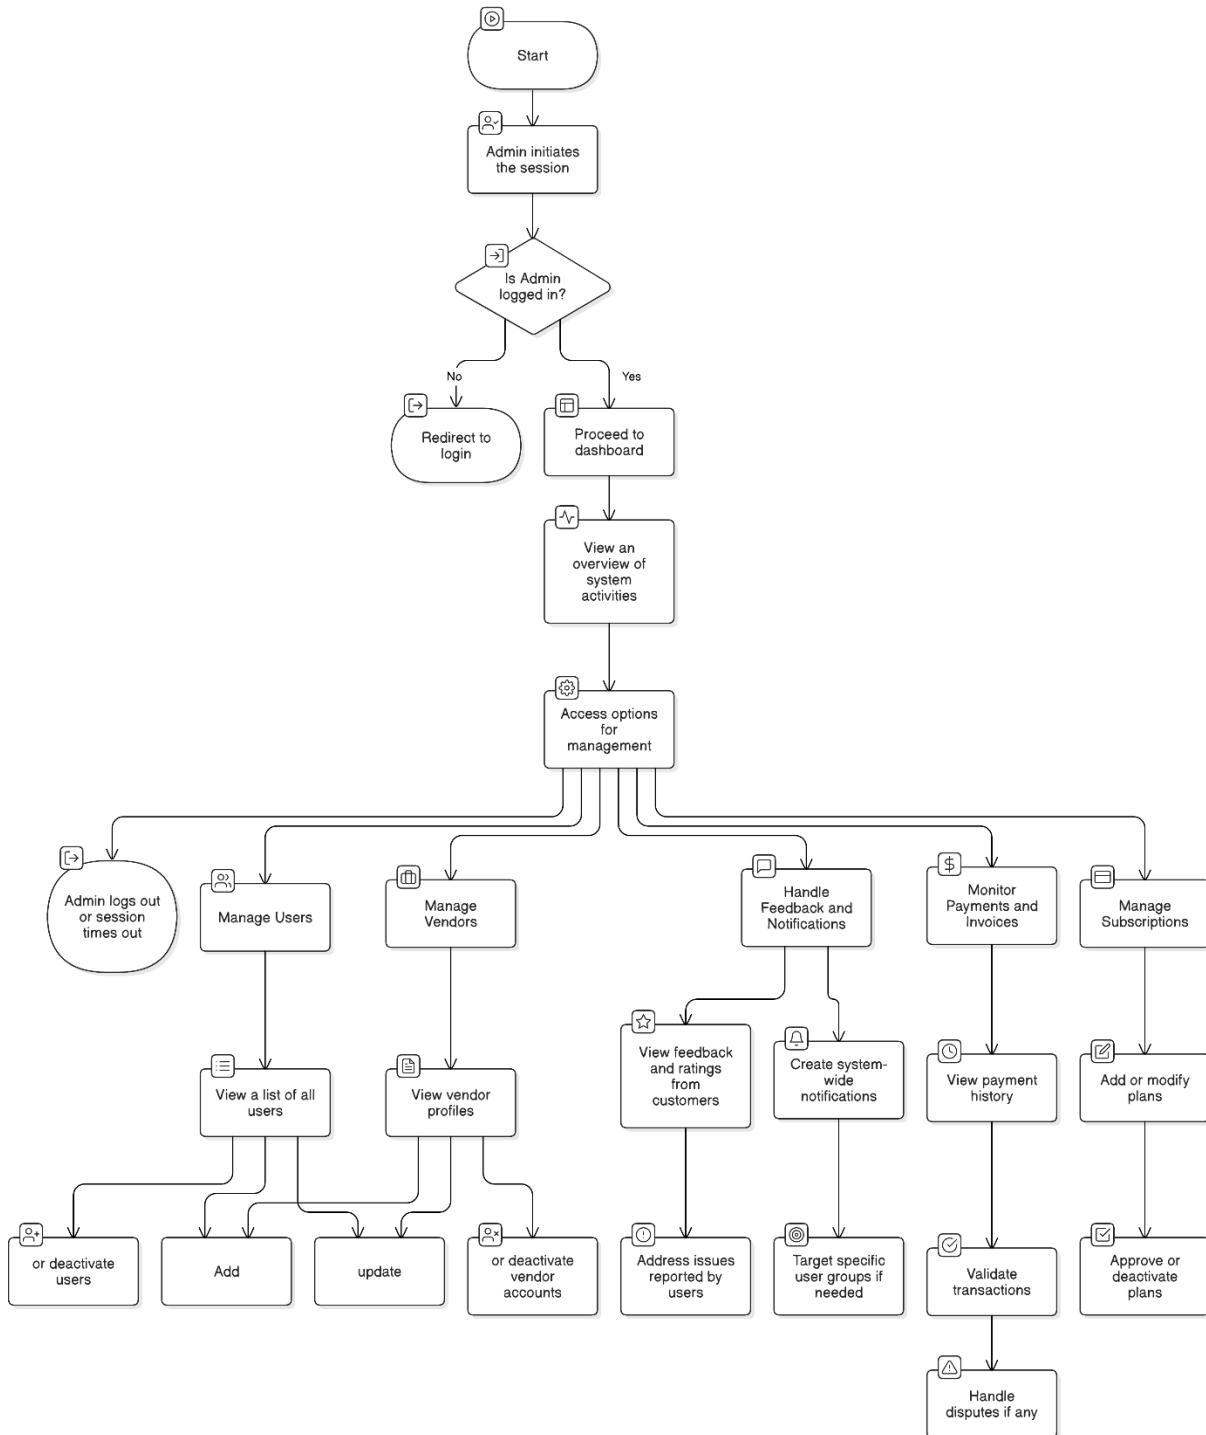 Start
Admin initiates
the session
Is Admin
logged in?
No
Yes
Redirect to
login
Proceed to
dashboard
View an
overview of
system
activities
Access options
for
management
Admin logs out
or session
times out
Manage Users
Manage
Vendors
Handle
Feedback and
Notifications
Monitor
Payments and
Invoices
Manage
Subscriptions
View a list of all
users
View vendor
profiles
View feedback
and ratings from
customers
Create system-
wide
notifications
View payment
history
Add or modify
plans
or deactivate
users
Add
update
or deactivate
vendor
accounts
Address issues
reported by
users
Target specific
user groups if
needed
Validate
transactions
Approve or
deactivate
plans
Handle
disputes if any